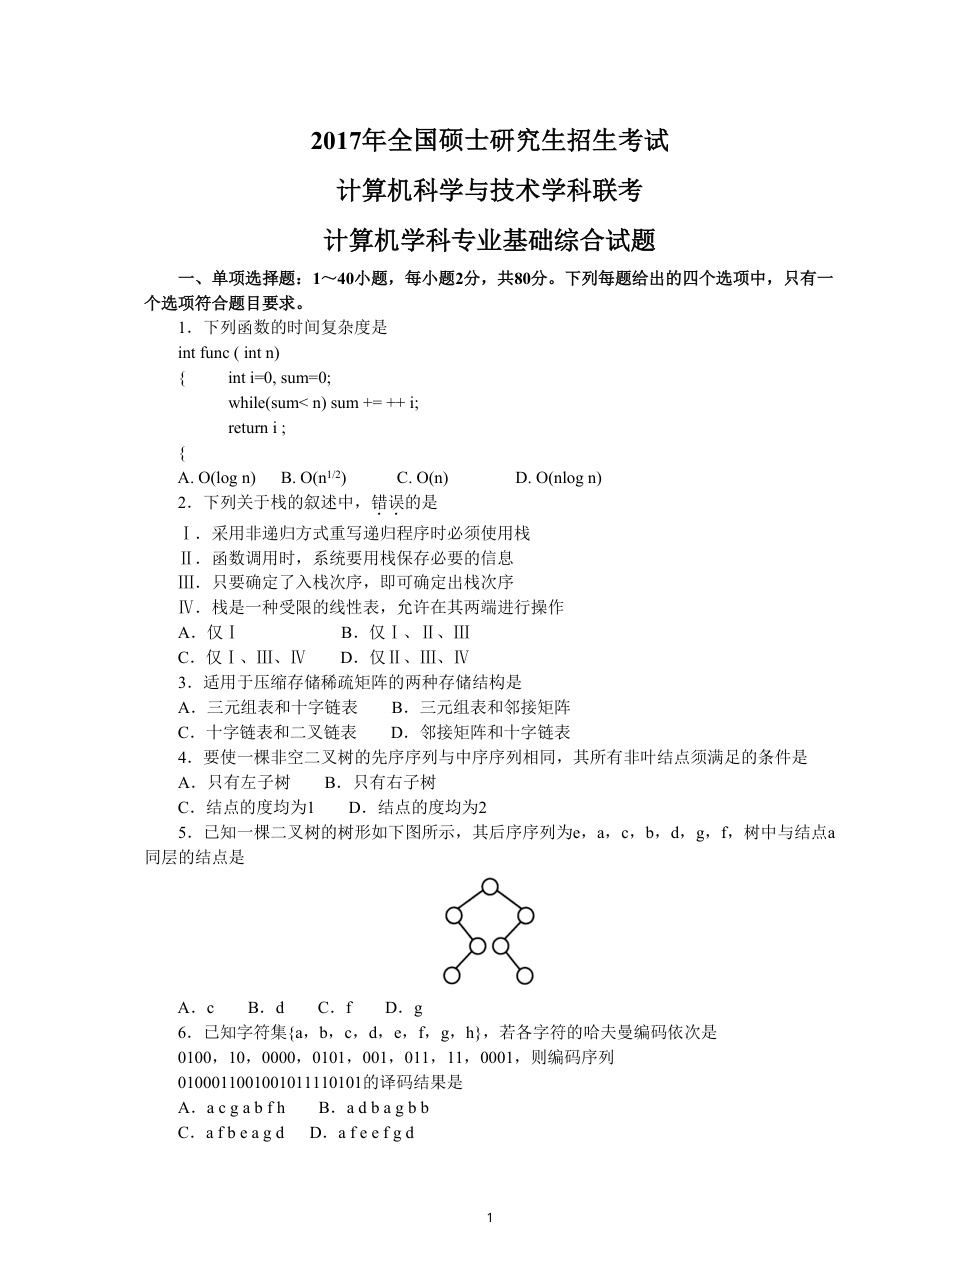 2017年全国硕士研究生招生考试
计算机科学与技术学科联考
计算机学科专业基础综合试题
一、单项选择题：1～40小题，每小题2分，共80分。下列每题给出的四个选项中，只有一
个选项符合题目要求。
1．下列函数的时间复杂度是
int func ( int n)
{ int i=0, sum=0;
while(sum< n) sum += ++ i;
return i ;
{
A. O(log n) B. O(n1/2) C. O(n) D. O(nlog n)
2．下列关于栈的叙述中，错误的是
Ⅰ．采用非递归方式重写递归程序时必须使用栈
Ⅱ．函数调用时，系统要用栈保存必要的信息
Ⅲ．只要确定了入栈次序，即可确定出栈次序
Ⅳ．栈是一种受限的线性表，允许在其两端进行操作
A．仅Ⅰ B．仅Ⅰ、Ⅱ、Ⅲ
C．仅Ⅰ、Ⅲ、Ⅳ D．仅Ⅱ、Ⅲ、Ⅳ
3．适用于压缩存储稀疏矩阵的两种存储结构是
A．三元组表和十字链表 B．三元组表和邻接矩阵
C．十字链表和二叉链表 D．邻接矩阵和十字链表
4．要使一棵非空二叉树的先序序列与中序序列相同，其所有非叶结点须满足的条件是
A．只有左子树 B．只有右子树
C．结点的度均为1 D．结点的度均为2
5．已知一棵二叉树的树形如下图所示，其后序序列为e，a，c，b，d，g，f，树中与结点a
同层的结点是
A．c B．d C．f D．g
6．已知字符集{a，b，c，d，e，f，g，h}，若各字符的哈夫曼编码依次是
0100，10，0000，0101，001，011，11，0001，则编码序列
0100011001001011110101的译码结果是
A．a c g a b f h B．a d b a g b b
C．a f b e a g d D．a f e e f g d
1